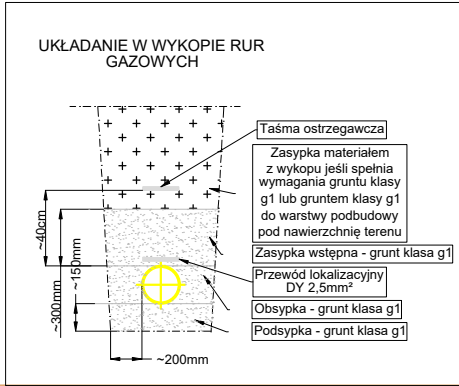 UKŁADANIE W WYKOPIE RUR
GAZOWYCH
Taśma ostrzegawcza
Zasypka materiałem
z wykopu jeśli spełnia
wymagania gruntu klasy
g1 lub gruntem klasy g1
do warstwy podbudowy
pod nawierzchnię terenu
Zasypka wstępna - grunt klasa g1
Przewód lokalizacyjny
DY 2,5mm²
Obsypka - grunt klasa g1
Podsypka - grunt klasa g1
~40cm
~300mm
~150mm
~200mm